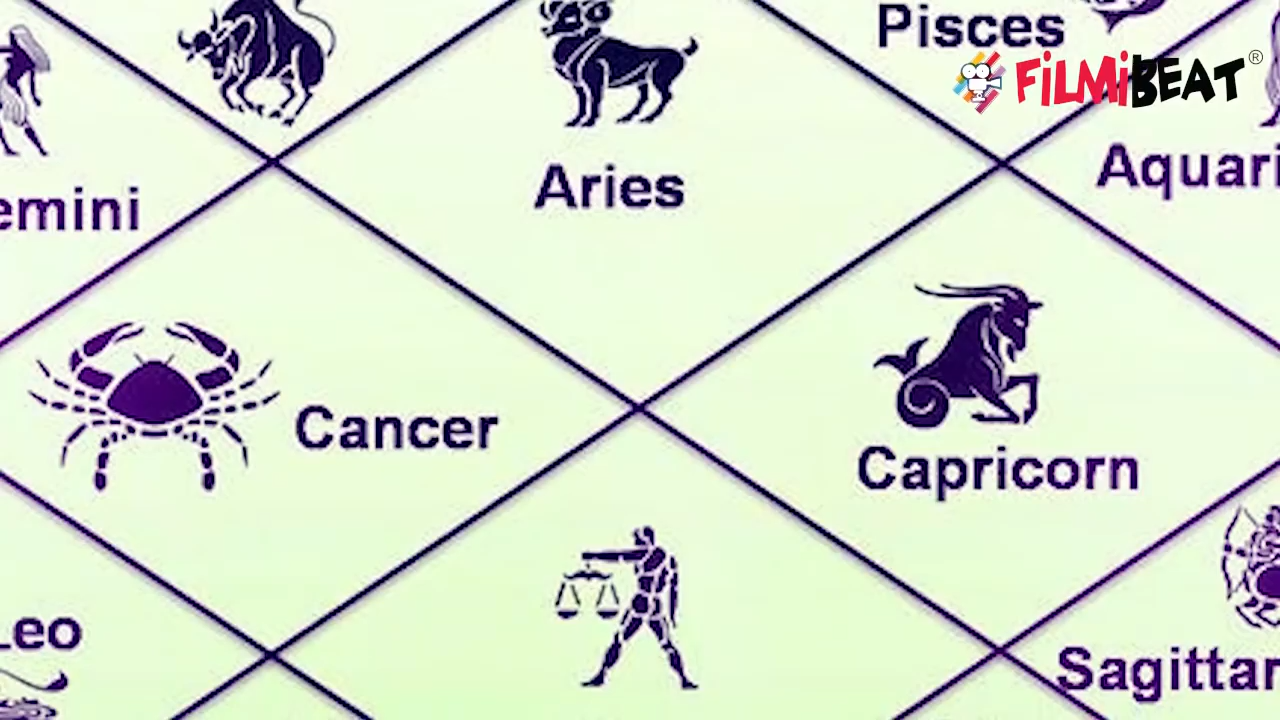 Pisces
FiLMiBEAT®
Aquari
Aries
emini
Cancer
Capricorn
Leo
Sagittar